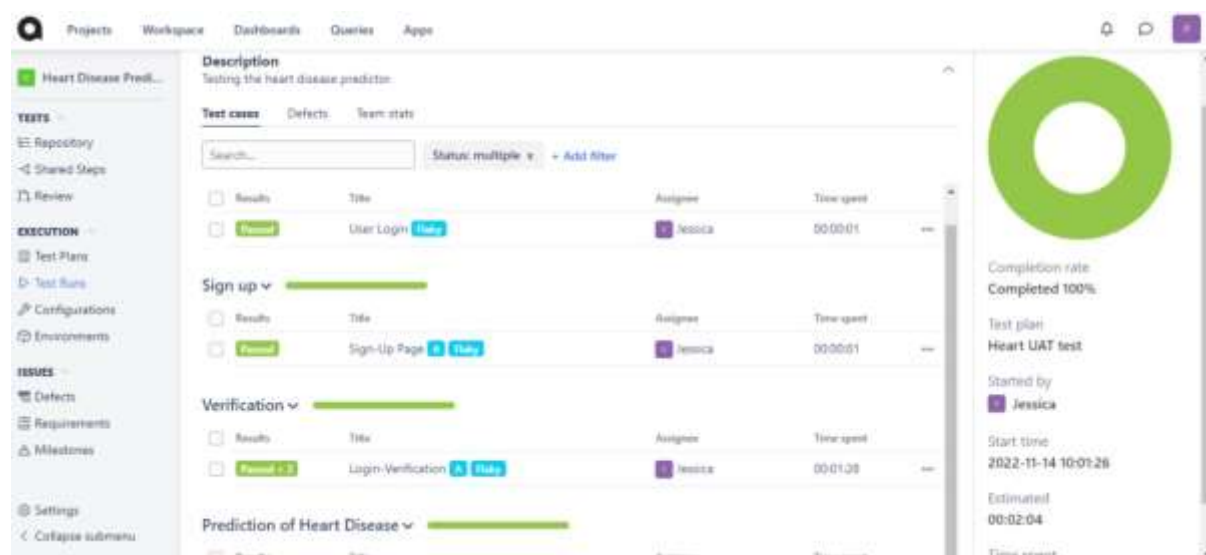 Projects Workspace Dashboards Queries Apps
Heart Disease Predi...
TESTS
Repository
Shared Steps
Review
EXECUTION
Test Plans
Test Runs
Configurations
Environments
ISSUES
Defects
Requirements
Milestones
Settings
Collapse submenu
Description
Testing the heart disease predictor
Test cases Defects Team stats
Search... Status: multiple + Add filter
Results Title Assignee Time spent
Passed User Login Flaky Jessica 00:00:01
Sign up
Results Title Assignee Time spent
Passed Sign-Up Page Flaky Jessica 00:00:01
Verification
Results Title Assignee Time spent
Passed Login-Verification A Flaky Jessica 00:01:28
Prediction of Heart Disease
Completion rate
Completed 100%
Test plan
Heart UAT test
Started by
Jessica
Start time
2022-11-14 10:01:26
Estimated
00:02:04
Time spent